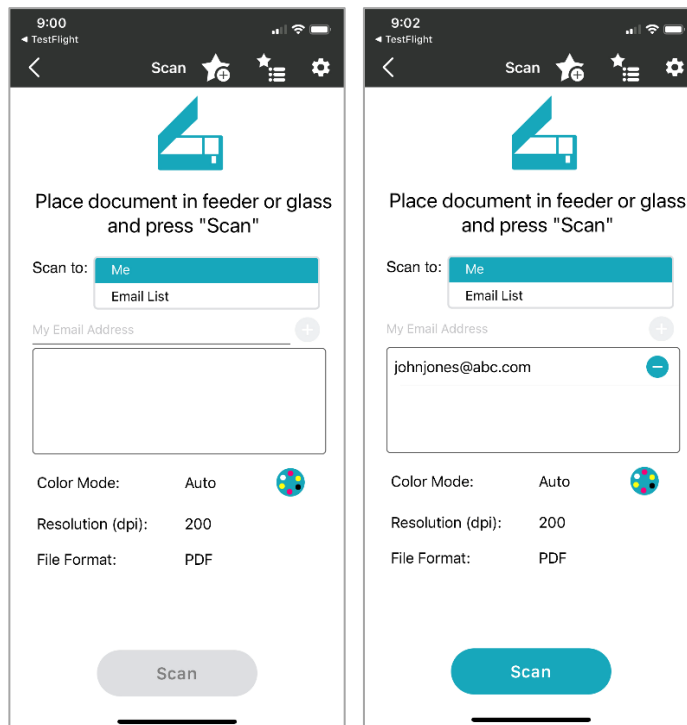 9:00
◄ TestFlight
Scan
Place document in feeder or glass
and press "Scan"
Scan to:
Me
Email List
My Email Address
Color Mode: Auto
Resolution (dpi): 200
File Format: PDF
Scan
9:02
◄ TestFlight
Scan
Place document in feeder or glass
and press "Scan"
Scan to:
Me
Email List
My Email Address
johnjones@abc.com
Color Mode: Auto
Resolution (dpi): 200
File Format: PDF
Scan